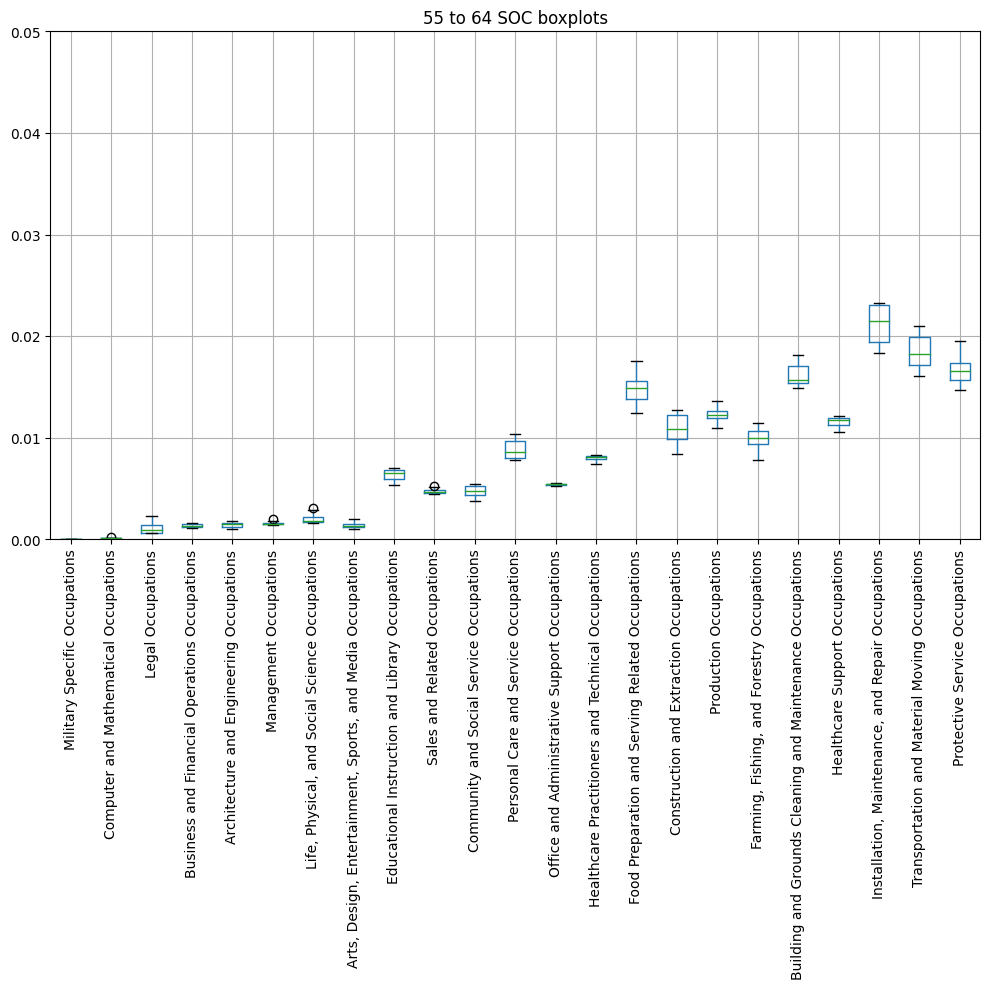 55 to 64 SOC boxplots
0.05
0.04
0.03
0.02
0.01
0.00
Military Specific Occupations
Computer and Mathematical Occupations
Legal Occupations
Business and Financial Operations Occupations
Architecture and Engineering Occupations
Management Occupations
Life, Physical, and Social Science Occupations
Arts, Design, Entertainment, Sports, and Media Occupations
Educational Instruction and Library Occupations
Sales and Related Occupations
Community and Social Service Occupations
Personal Care and Service Occupations
Office and Administrative Support Occupations
Healthcare Practitioners and Technical Occupations
Food Preparation and Serving Related Occupations
Construction and Extraction Occupations
Production Occupations
Farming, Fishing, and Forestry Occupations
Building and Grounds Cleaning and Maintenance Occupations
Healthcare Support Occupations
Installation, Maintenance, and Repair Occupations
Transportation and Material Moving Occupations
Protective Service Occupations